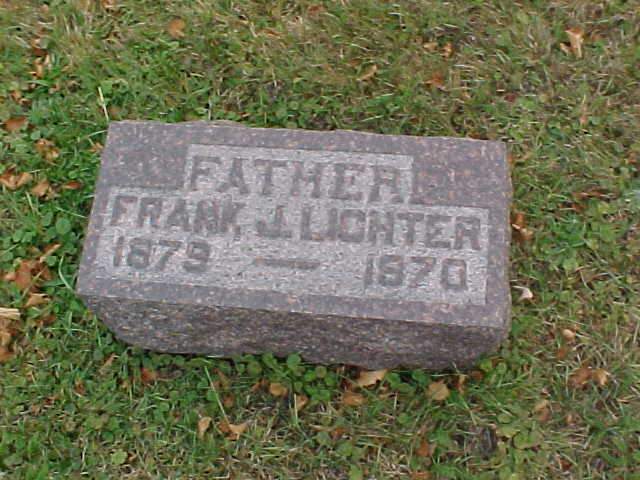 FATHER
FRANK J. LICHTER
1879 — 1970